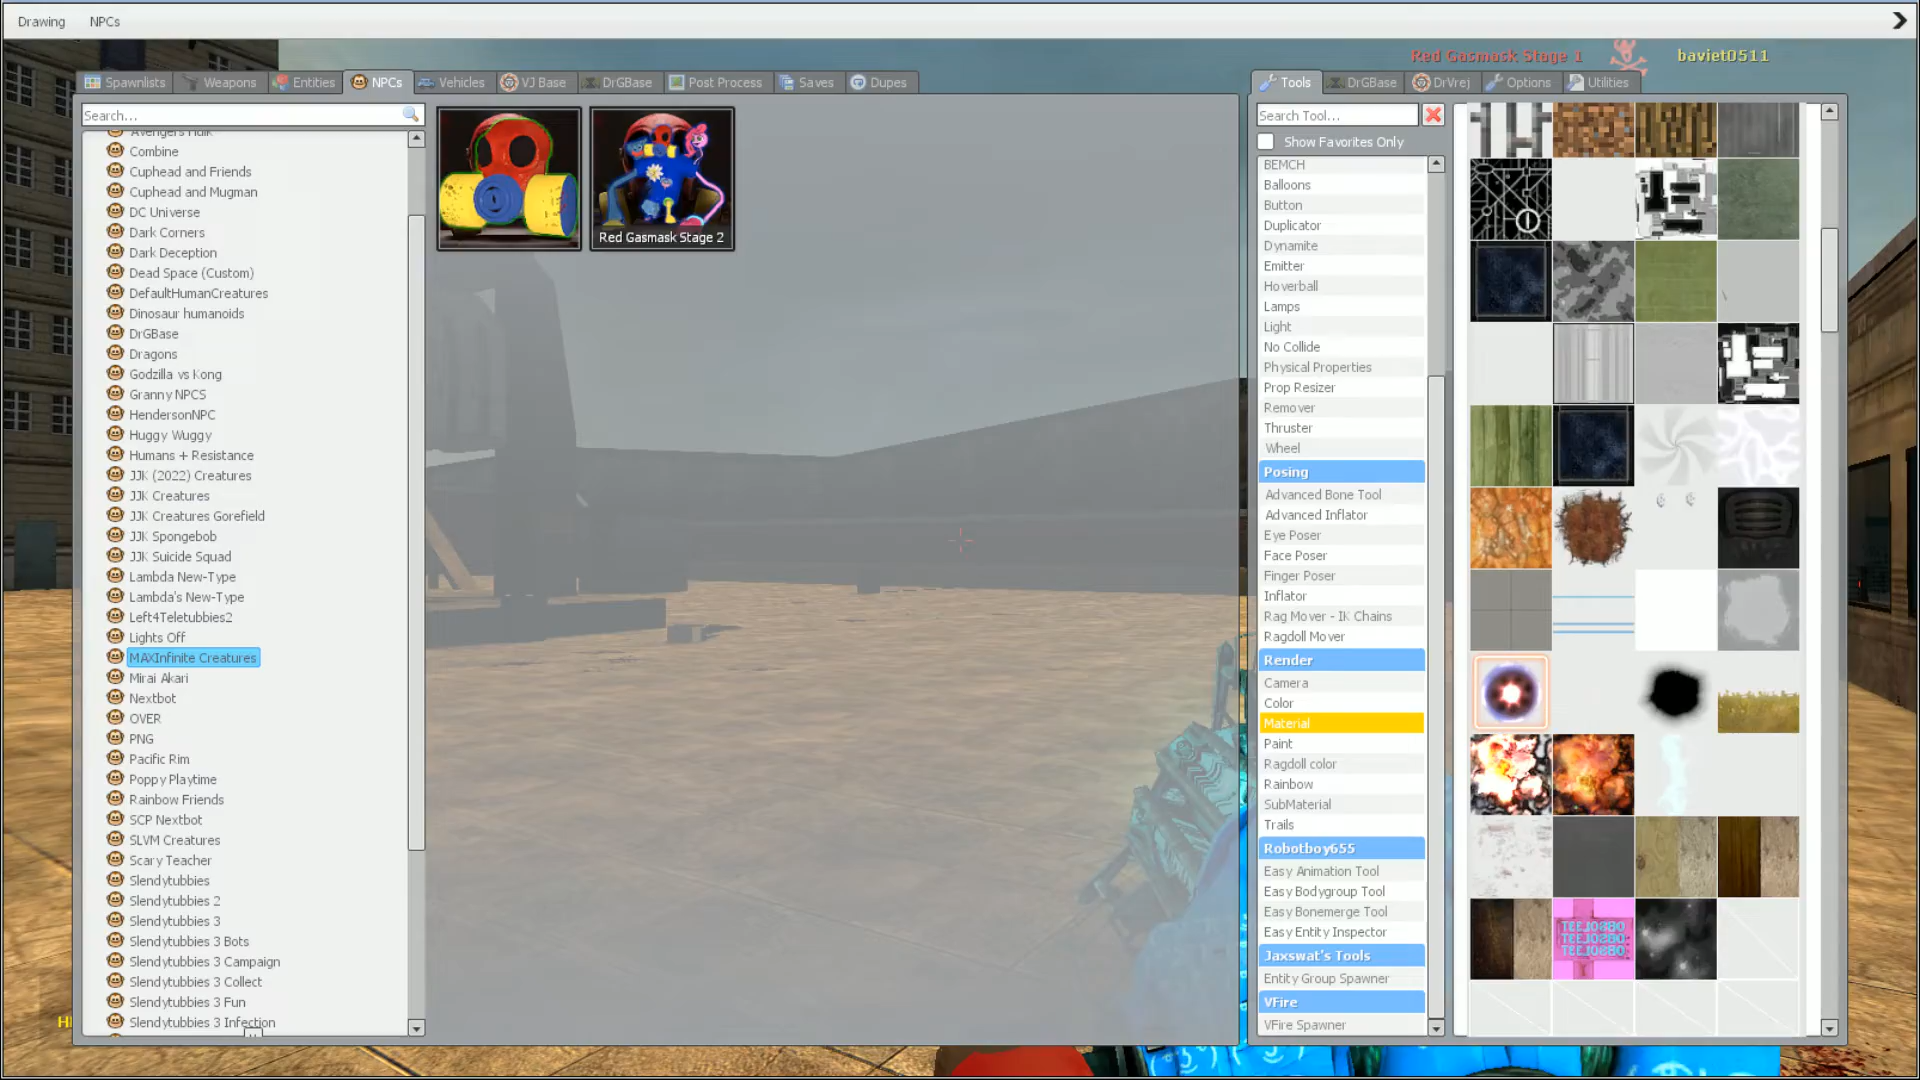 Drawing NPCs
Red Gasmask Stage 1 baviet0511
Spawnlists Weapons Entities NPCs Vehicles VJ Base DrGBase Post Process Saves Dupes
Search...
Avengers Hulk
Combine
Cuphead and Friends
Cuphead and Mugman
DC Universe
Dark Corners
Dark Deception
Dead Space (Custom)
DefaultHumanCreatures
Dinosaur humanoids
DrGBase
Dragons
Godzilla vs Kong
Granny NPCS
HendersonNPC
Huggy Wuggy
Humans + Resistance
JJK (2022) Creatures
JJK Creatures
JJK Creatures Gorefield
JJK Spongebob
JJK Suicide Squad
Lambda New-Type
Lambda's New-Type
Left4Teletubbies2
Lights Off
MAXInfinite Creatures
Mirai Akari
Nextbot
OVER
PNG
Pacific Rim
Poppy Playtime
Rainbow Friends
SCP Nextbot
SLVM Creatures
Scary Teacher
Slendytubbies
Slendytubbies 2
Slendytubbies 3
Slendytubbies 3 Bots
Slendytubbies 3 Campaign
Slendytubbies 3 Collect
Slendytubbies 3 Fun
Slendytubbies 3 Infection
Red Gasmask Stage 2
Tools DrGBase DrVrej Options Utilities
Search Tool...
Show Favorites Only
BEMCH
Balloons
Button
Duplicator
Dynamite
Emitter
Hoverball
Lamps
Light
No Collide
Physical Properties
Prop Resizer
Remover
Thruster
Wheel
Posing
Advanced Bone Tool
Advanced Inflator
Eye Poser
Face Poser
Finger Poser
Inflator
Rag Mover - IK Chains
Ragdoll Mover
Render
Camera
Color
Material
Paint
Ragdoll color
Rainbow
SubMaterial
Trails
Robotboy655
Easy Animation Tool
Easy Bodygroup Tool
Easy Bonemerge Tool
Easy Entity Inspector
Jaxswat's Tools
Entity Group Spawner
VFire
VFire Spawner